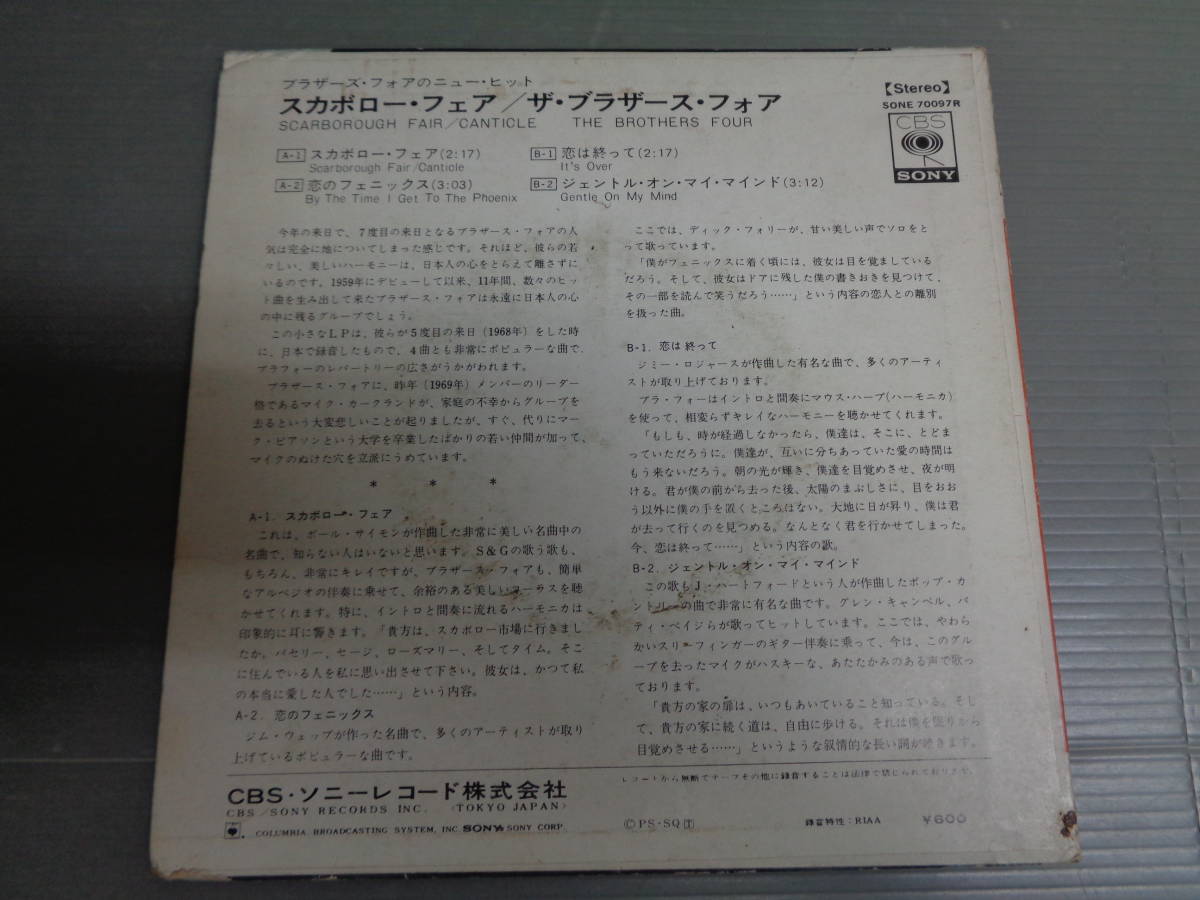 ブラザーズ・フォアのニュー・ヒット
スカボロー・フェア/ザ・ブラザース・フォア
SCARBOROUGH FAIR/CANTICLE THE BROTHERS FOUR
【Stereo】
SONE 70097R
CBS
SONY
A-1 スカボロー・フェア(2:17)
Scarborough Fair/Canticle
A-2 恋のフェニックス(3:03)
By The Time I Get To The Phoenix
B-1 恋は終って(2:17)
It's Over
B-2 ジェントル・オン・マイ・マインド(3:12)
Gentle On My Mind
今年の来日で、7度目の来日となるブラザース・フォアの人
気は完全に地についてしまった感じです。それほど、彼らの若
々しい、美しいハーモニーは、日本人の心をとらえて離さずに
いるのです。1959年にデビューして以来、11年間、数々のヒッ
ト曲を生み出して来たブラザース・フォアは永遠に日本人の心
の中に残るグループでしょう。
この小さなLPは、彼らが5度目の来日(1968年)をした時
に、日本で録音したもので、4曲とも非常にポピュラーな曲で、
ブラフォーのレパートリーの広さがうかがわれます。
ブラザース・フォアに、昨年(1969年)メンバーのリーダー
格であるマイク・カークランドが、家庭の不幸からグループを
去るという大変悲しいことが起りましたが、すぐ、代りにマー
ク・ピアソンという大学を卒業したばかりの若い仲間が加って、
マイクのぬけた穴を立派にうめています。
* * *
A-1. スカボロー・フェア
これは、ポール・サイモンが作曲した非常に美しい名曲中の
名曲で、知らない人はいないと思います。S&Gの歌う歌も、
もちろん、非常にキレイですが、ブラザース・フォアも、簡単
なアルペジオの伴奏に乗せて、余裕のある美しいコーラスを聴
かせてくれます。特に、イントロと間奏に流れるハーモニカは
印象的に耳に響きます。「貴方は、スカボロー市場に行きまし
たか。パセリー、セージ、ローズマリー、そしてタイム。そこ
に住んでいる人を私に思い出させて下さい。彼女は、かつて私
の本当に愛した人でした……」という内容。
A-2. 恋のフェニックス
ジム・ウェッブが作った名曲で、多くのアーティストが取り
上げているポピュラーな曲です。
ここでは、ディック・フォリーが、甘い美しい声でソロをと
って歌っています。
「僕がフェニックスに着く頃には、彼女は目を覚ましている
だろう。そして、彼女はドアに残した僕の書きおきを見つけて、
その一部を読んで笑うだろう……」という内容の恋人との離別
を扱った曲。
B-1. 恋は終って
ジミー・ロジャースが作曲した有名な曲で、多くのアーティ
ストが取り上げております。
ブラ・フォーはイントロと間奏にマウス・ハープ(ハーモニカ)
を使って、相変らずキレイなハーモニーを聴かせてくれます。
「もしも、時が経過しなかったら、僕達は、そこに、とどま
っていただろうに。僕達が、互いに分ちあっていた愛の時間は
もう来ないだろう。朝の光が輝き、僕達を目覚めさせ、夜が明
ける。君が僕の前から去った後、太陽のまぶしさに、目をおお
う以外に僕の手を置くところはない。大地に日が昇り、僕は君
が去って行くのを見つめる。なんとなく君を行かせてしまった。
今、恋は終って……」という内容の歌。
B-2. ジェントル・オン・マイ・マインド
この歌もJ・ハートフォードという人が作曲したポップ・カ
ントリーの曲で非常に有名な曲です。グレン・キャンベル、パ
ティ・ペイジらが歌ってヒットしています。ここでは、やわら
かいスリーフィンガーのギター伴奏に乗って、今は、このグル
ープを去ったマイクがハスキーな、あたたかみのある声で歌っ
ております。
「貴方の家の扉は、いつもあいていること知っている。そし
て、貴方の家に続く道は、自由に歩ける。それは僕を眠りから
目覚めさせる……」というような叙情的な長い詞が続きます。
CBS・ソニーレコード株式会社
CBS/SONY RECORDS INC. (TOKYO JAPAN)
COLUMBIA BROADCASTING SYSTEM, INC. SONY SONY CORP.
レコードから無断でテープその他に録音することは法律で禁じられております。
ⒸPS-SQ
録音特性:RIAA
¥600